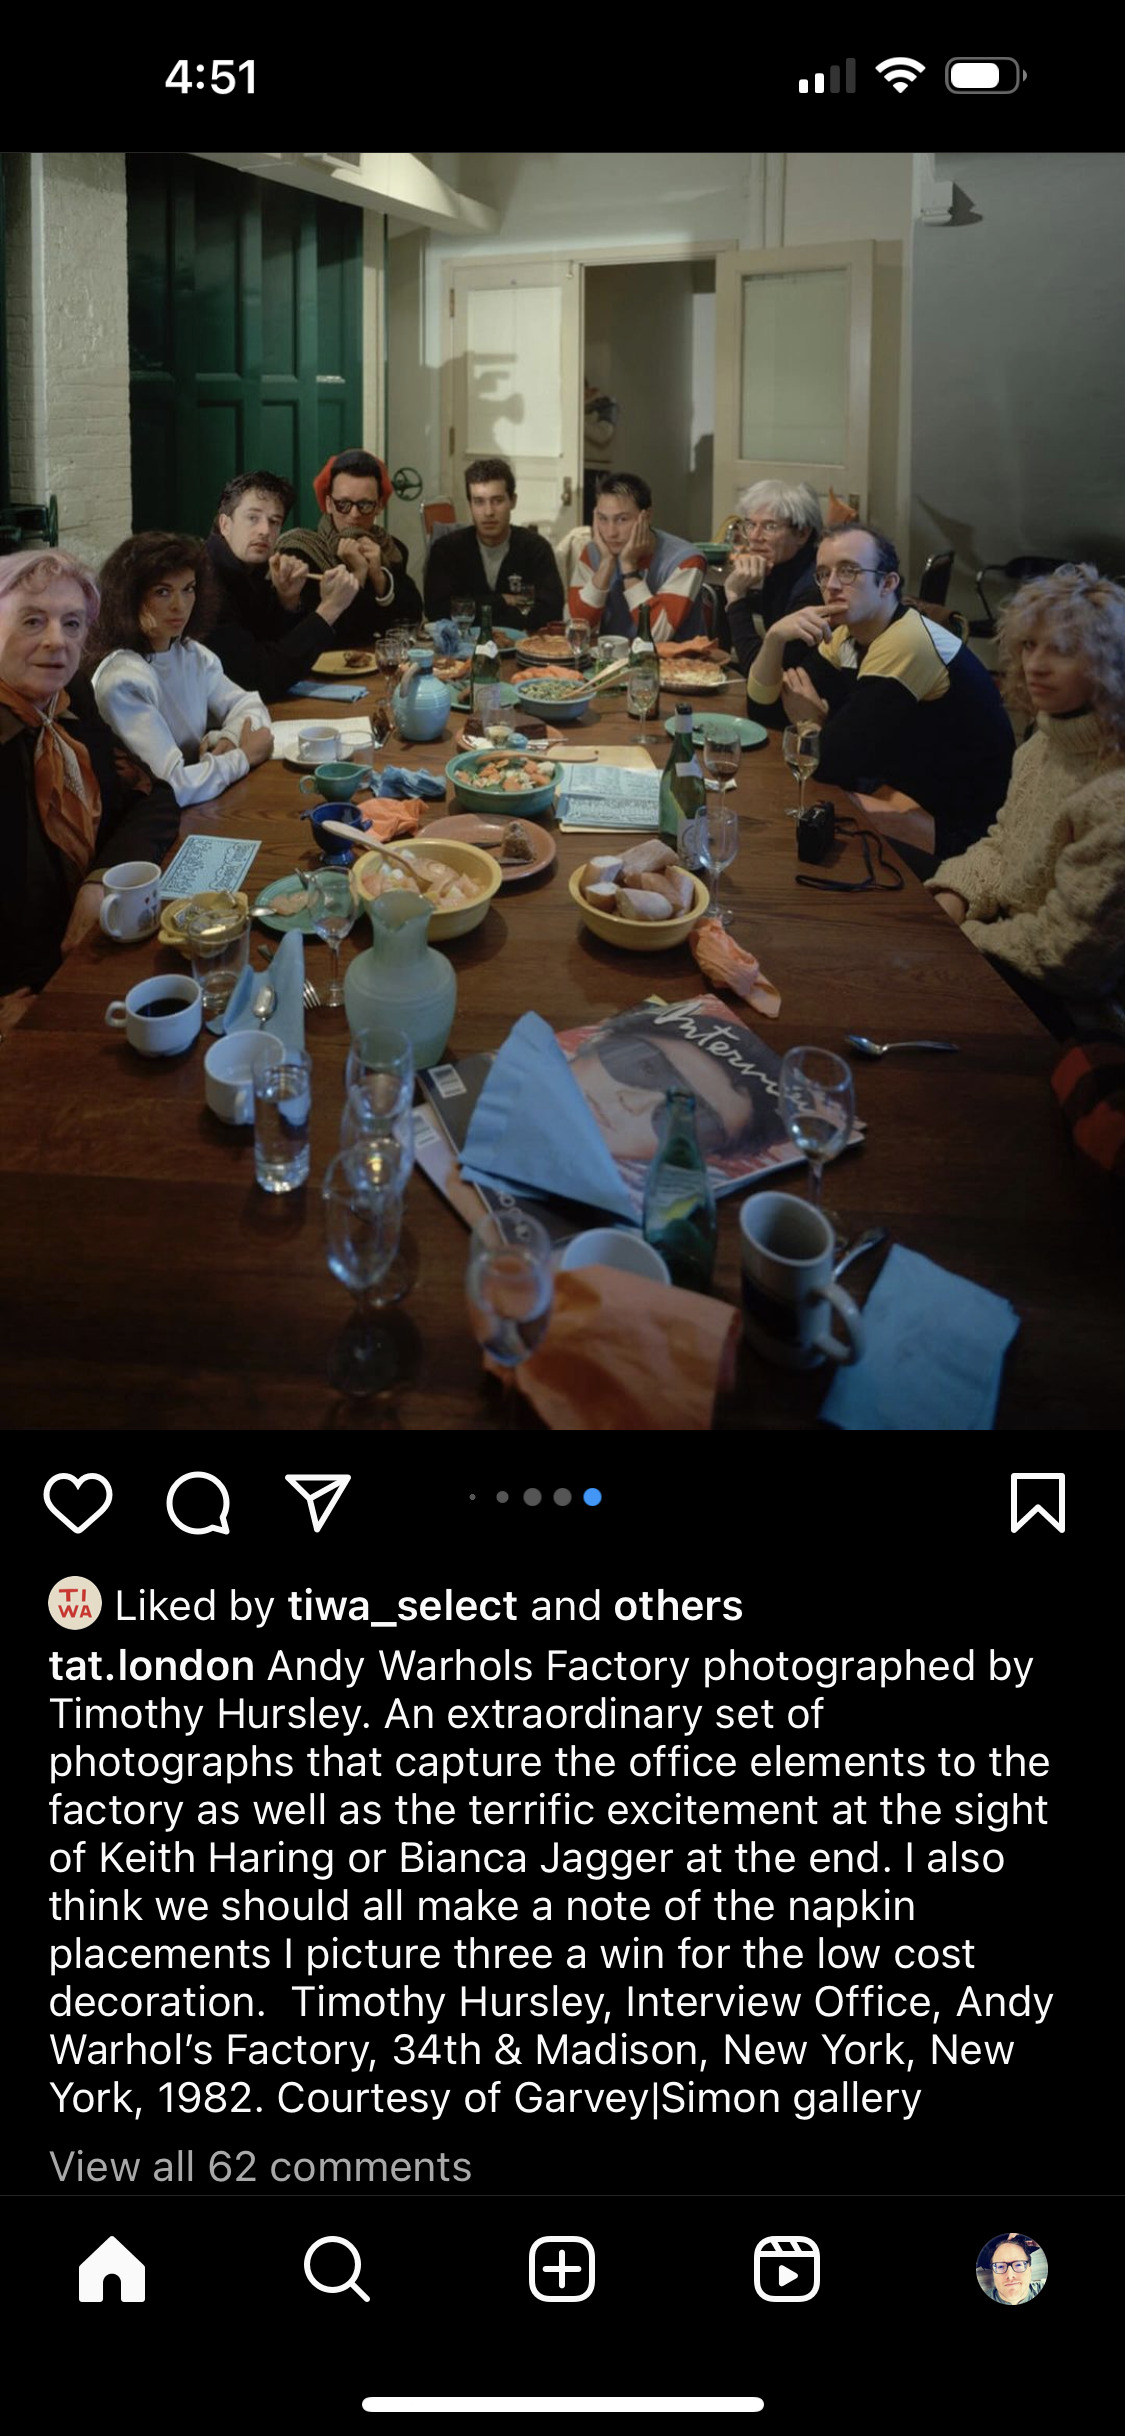 4:51
Interview
TI
WA
Liked by tiwa_select and others
tat.london Andy Warhols Factory photographed by
Timothy Hursley. An extraordinary set of
photographs that capture the office elements to the
factory as well as the terrific excitement at the sight
of Keith Haring or Bianca Jagger at the end. I also
think we should all make a note of the napkin
placements I picture three a win for the low cost
decoration.  Timothy Hursley, Interview Office, Andy
Warhol’s Factory, 34th & Madison, New York, New
York, 1982. Courtesy of Garvey|Simon gallery
View all 62 comments